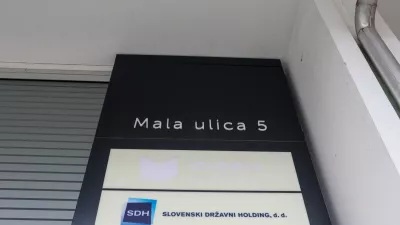 Mala ulica 5
SDH SLOVENSKI DRŽAVNI HOLDING, d. d.